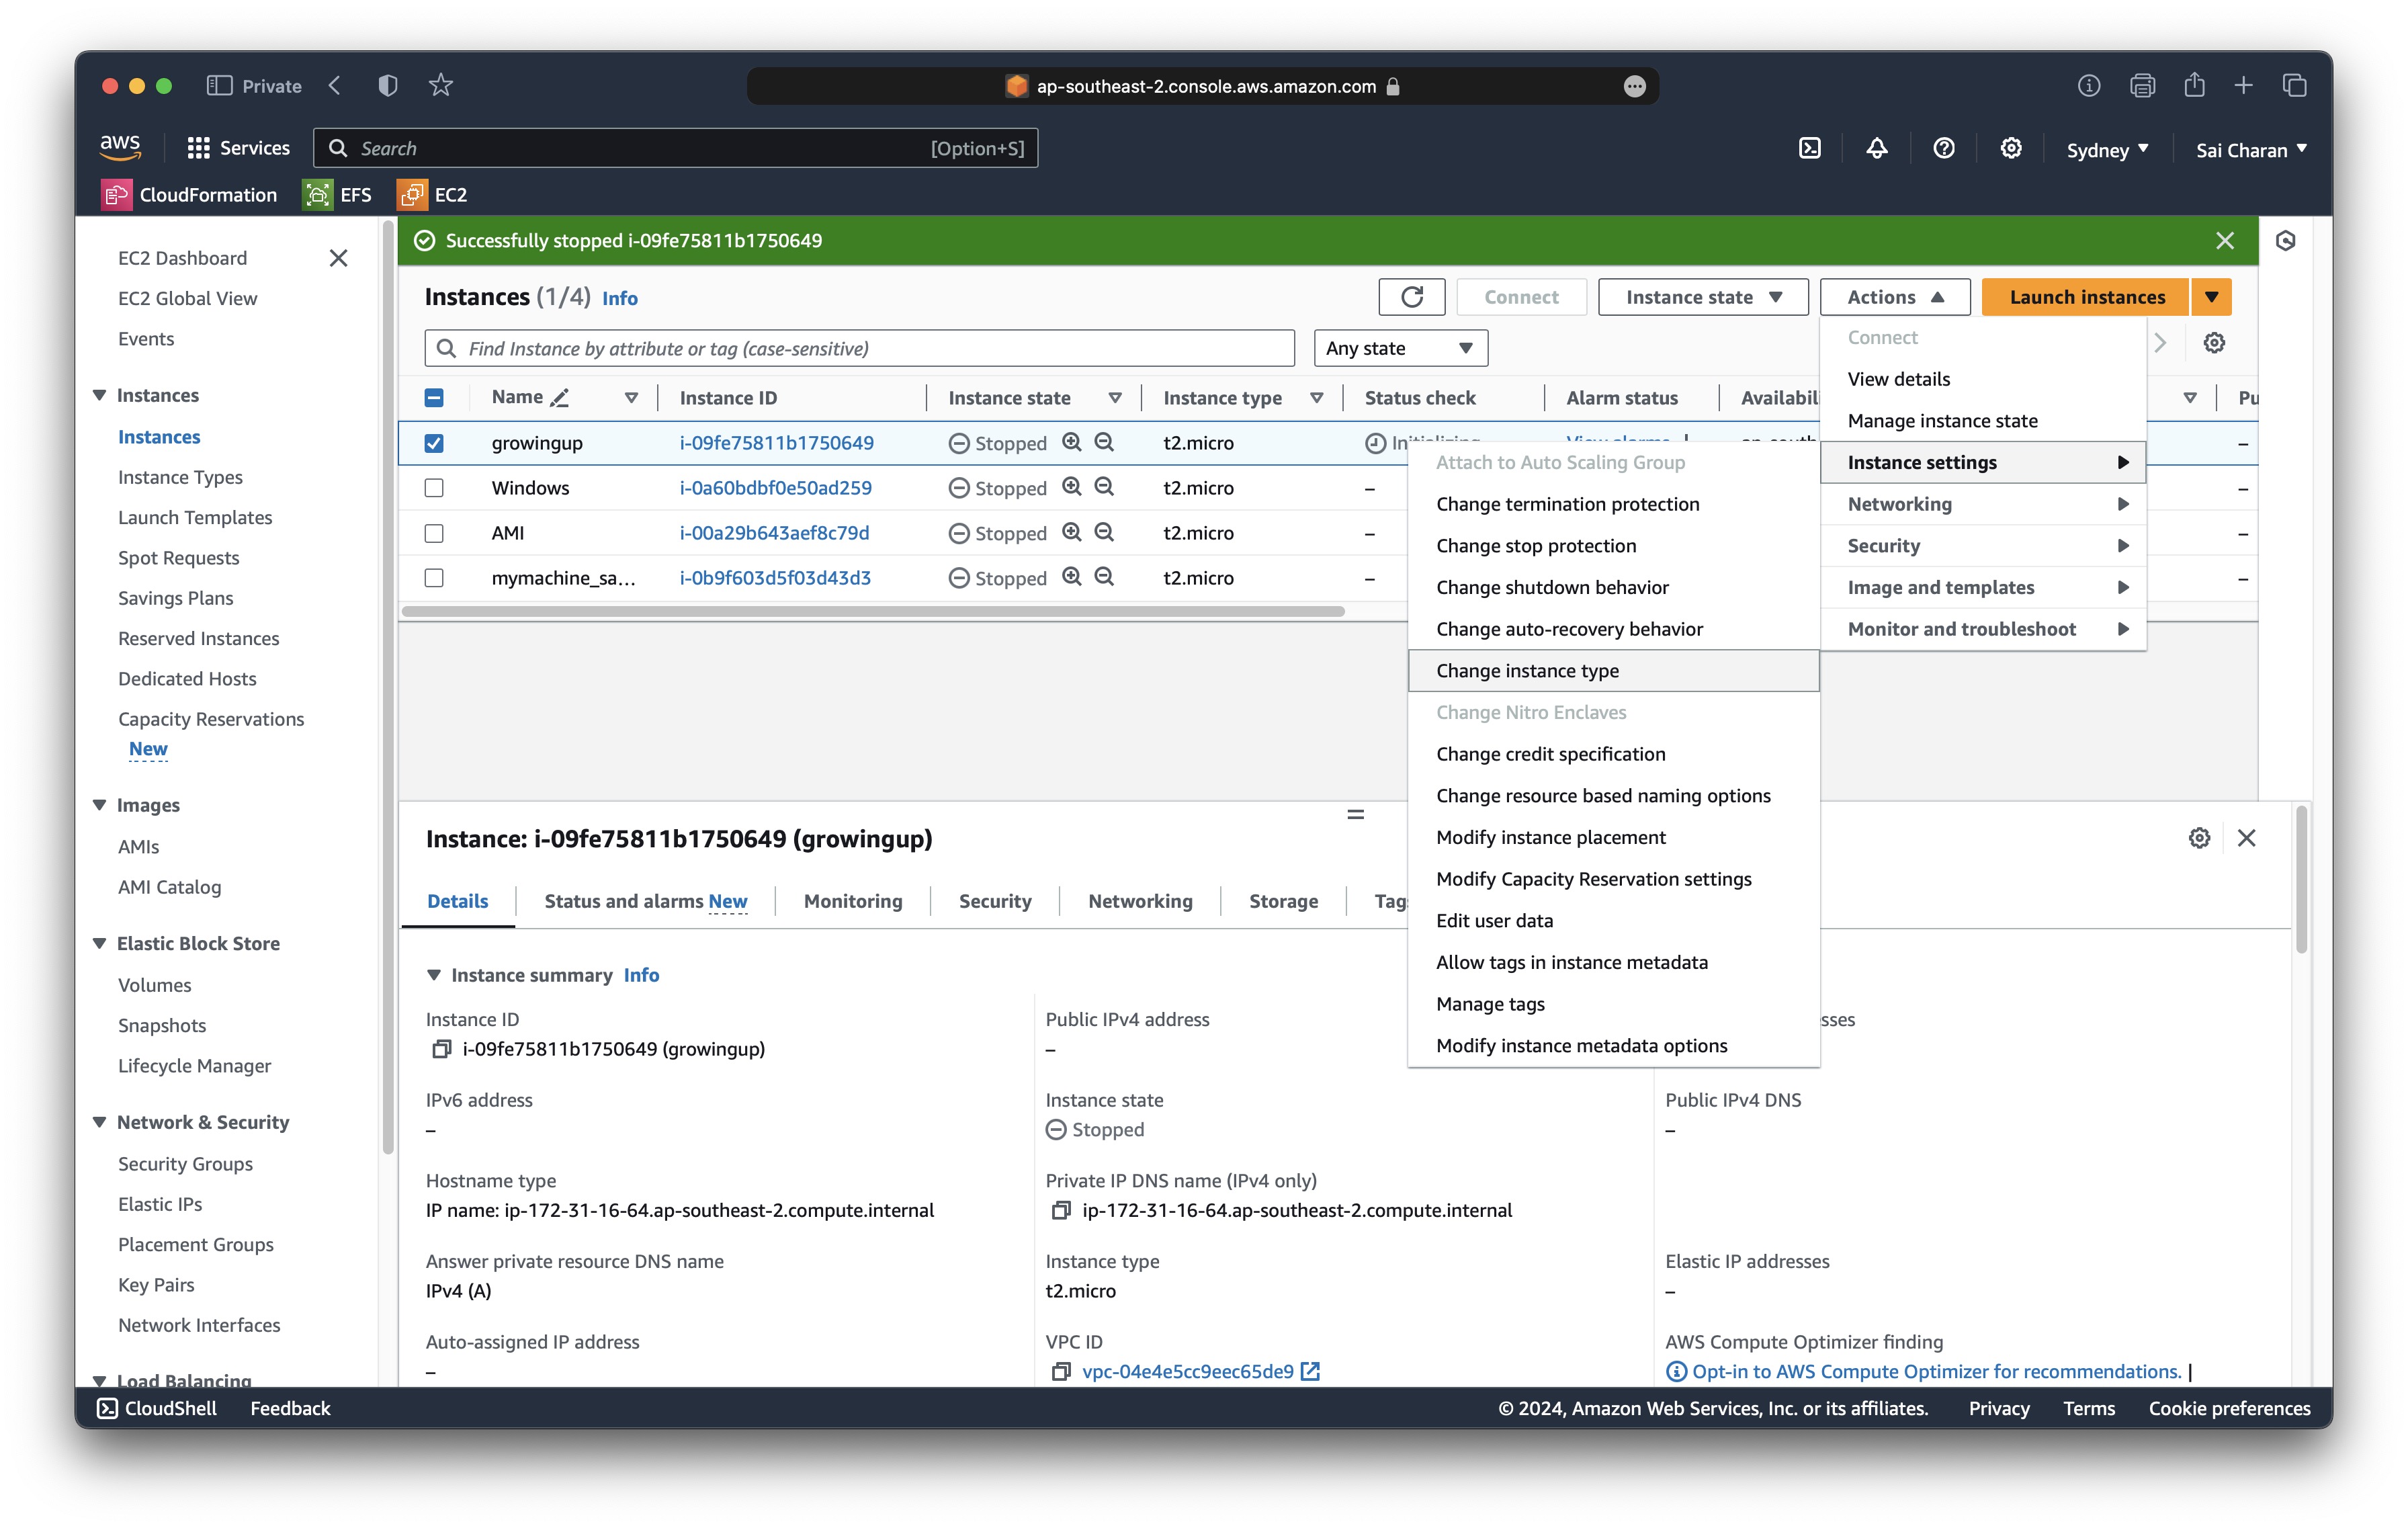 Private
ap-southeast-2.console.aws.amazon.com
aws
Services
Search
[Option+S]
Sydney
Sai Charan
CloudFormation
EFS
EC2
EC2 Dashboard
EC2 Global View
Events
Instances
Instances
Instance Types
Launch Templates
Spot Requests
Savings Plans
Reserved Instances
Dedicated Hosts
Capacity Reservations
New
Images
AMIs
AMI Catalog
Elastic Block Store
Volumes
Snapshots
Lifecycle Manager
Network & Security
Security Groups
Elastic IPs
Placement Groups
Key Pairs
Network Interfaces
Load Balancing
Successfully stopped i-09fe75811b1750649
Instances (1/4) Info
Connect
Instance state
Actions
Launch instances
Find Instance by attribute or tag (case-sensitive)
Any state
Name Instance ID Instance state Instance type Status check Alarm status Availabil Pu
growingup i-09fe75811b1750649 Stopped t2.micro Initializing View alarms ap-south –
Windows i-0a60bdbf0e50ad259 Stopped t2.micro – –
AMI i-00a29b643aef8c79d Stopped t2.micro – –
mymachine_sa... i-0b9f603d5f03d43d3 Stopped t2.micro – –
Connect
View details
Manage instance state
Instance settings
Networking
Security
Image and templates
Monitor and troubleshoot
Attach to Auto Scaling Group
Change termination protection
Change stop protection
Change shutdown behavior
Change auto-recovery behavior
Change instance type
Change Nitro Enclaves
Change credit specification
Change resource based naming options
Modify instance placement
Modify Capacity Reservation settings
Edit user data
Allow tags in instance metadata
Manage tags
Modify instance metadata options
Instance: i-09fe75811b1750649 (growingup)
Details
Status and alarms New
Monitoring
Security
Networking
Storage
Tag
Instance summary Info
Instance ID
i-09fe75811b1750649 (growingup)
Public IPv4 address
–
sses
IPv6 address
–
Instance state
Stopped
Public IPv4 DNS
–
Hostname type
IP name: ip-172-31-16-64.ap-southeast-2.compute.internal
Private IP DNS name (IPv4 only)
ip-172-31-16-64.ap-southeast-2.compute.internal
Answer private resource DNS name
IPv4 (A)
Instance type
t2.micro
Elastic IP addresses
–
Auto-assigned IP address
–
VPC ID
vpc-04e4e5cc9eec65de9
AWS Compute Optimizer finding
Opt-in to AWS Compute Optimizer for recommendations. |
CloudShell
Feedback
© 2024, Amazon Web Services, Inc. or its affiliates.
Privacy
Terms
Cookie preferences